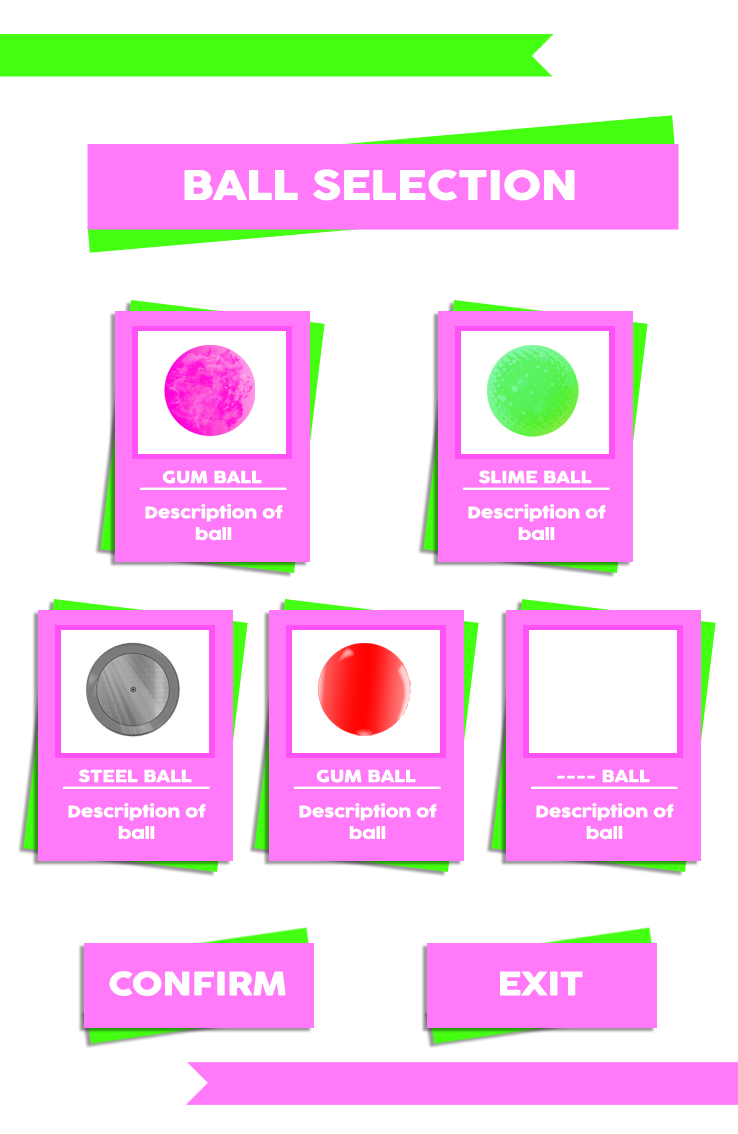 BALL SELECTION
GUM BALL
Description of
ball
SLIME BALL
Description of
ball
STEEL BALL
Description of
ball
GUM BALL
Description of
ball
---- BALL
Description of
ball
CONFIRM
EXIT